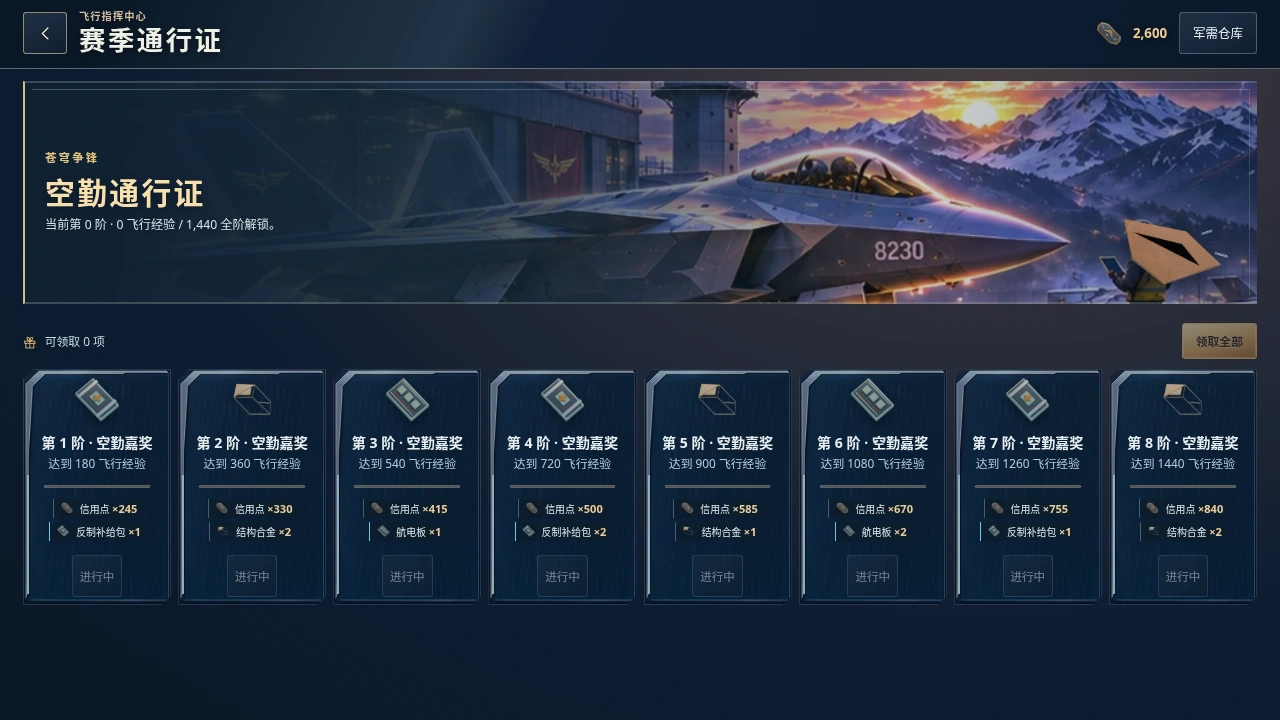 飞行指挥中心
赛季通行证
2,600
军需仓库
苍穹争锋
空勤通行证
当前第 0 阶 · 0 飞行经验 / 1,440 全阶解锁。
8230
可领取 0 项
领取全部
第 1 阶 · 空勤嘉奖
达到 180 飞行经验
信用点 ×245
反制补给包 ×1
进行中
第 2 阶 · 空勤嘉奖
达到 360 飞行经验
信用点 ×330
结构合金 ×2
进行中
第 3 阶 · 空勤嘉奖
达到 540 飞行经验
信用点 ×415
航电板 ×1
进行中
第 4 阶 · 空勤嘉奖
达到 720 飞行经验
信用点 ×500
反制补给包 ×2
进行中
第 5 阶 · 空勤嘉奖
达到 900 飞行经验
信用点 ×585
结构合金 ×1
进行中
第 6 阶 · 空勤嘉奖
达到 1080 飞行经验
信用点 ×670
航电板 ×2
进行中
第 7 阶 · 空勤嘉奖
达到 1260 飞行经验
信用点 ×755
反制补给包 ×1
进行中
第 8 阶 · 空勤嘉奖
达到 1440 飞行经验
信用点 ×840
结构合金 ×2
进行中